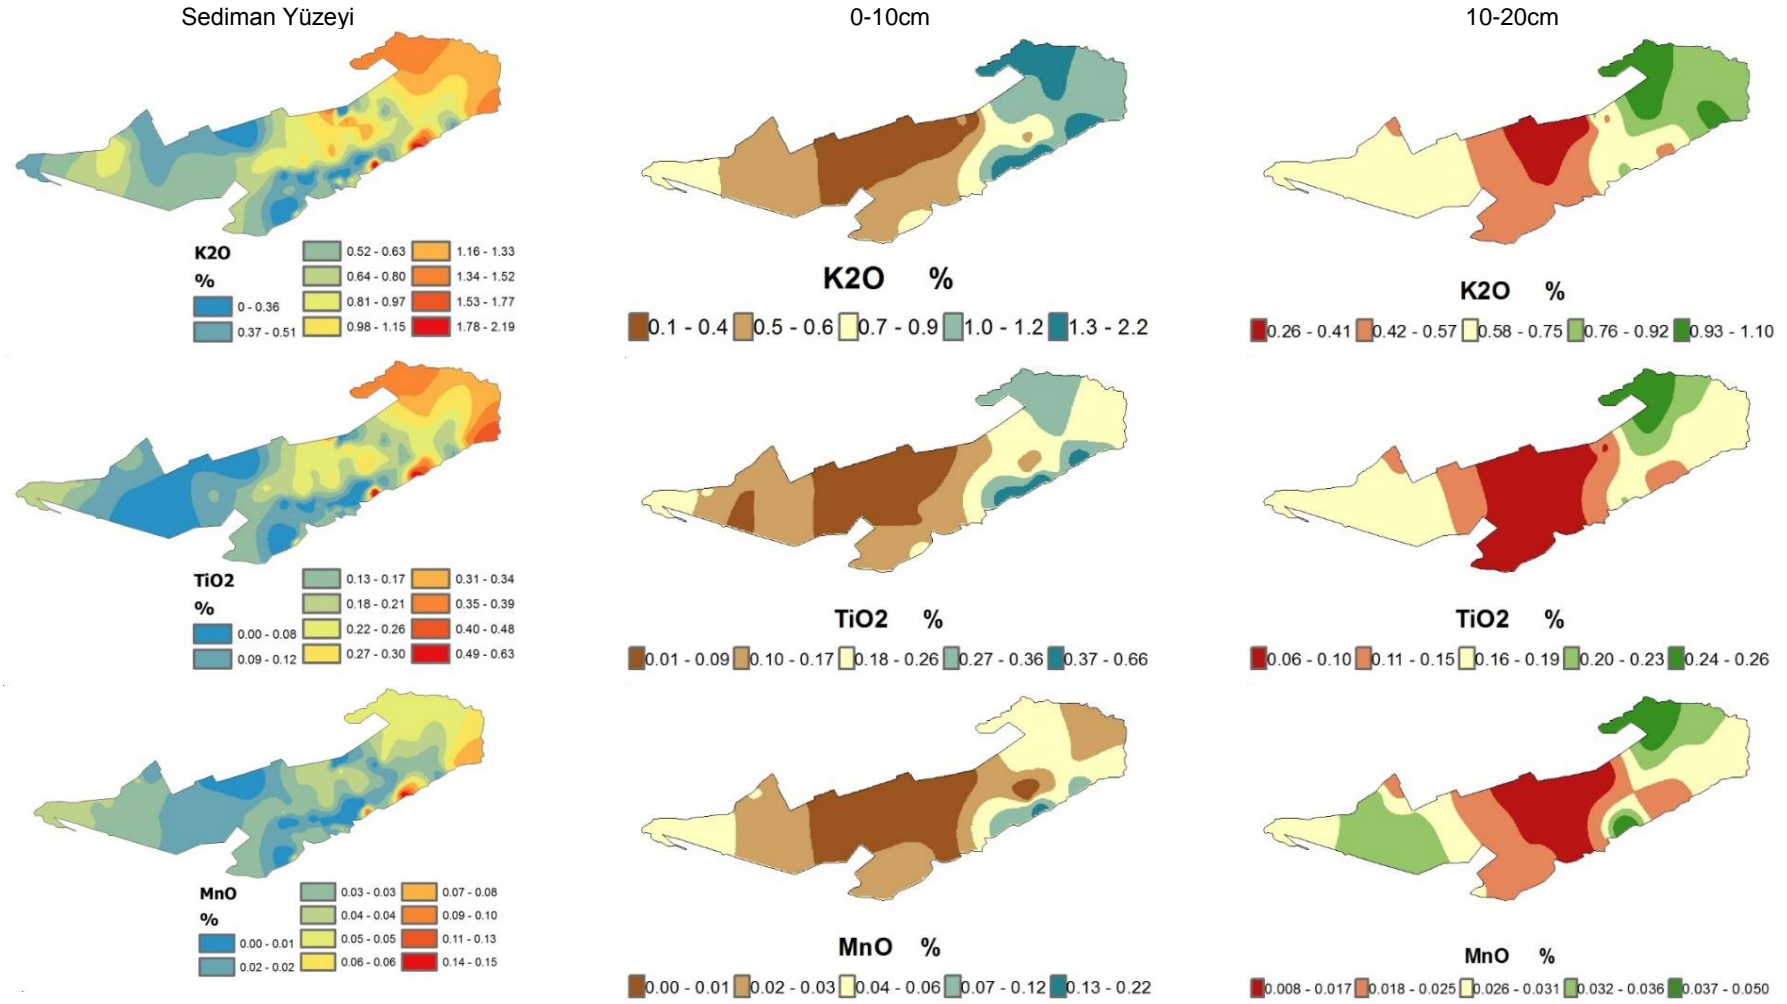 Sediman Yüzeyi 0-10cm 10-20cm
K2O
%
0 - 0.36
0.37 - 0.51
0.52 - 0.63
0.64 - 0.80
0.81 - 0.97
0.98 - 1.15
1.16 - 1.33
1.34 - 1.52
1.53 - 1.77
1.78 - 2.19
K2O %
0.1 - 0.4 0.5 - 0.6 0.7 - 0.9 1.0 - 1.2 1.3 - 2.2
K2O %
0.26 - 0.41 0.42 - 0.57 0.58 - 0.75 0.76 - 0.92 0.93 - 1.10
TiO2
%
0.00 - 0.08
0.09 - 0.12
0.13 - 0.17
0.18 - 0.21
0.22 - 0.26
0.27 - 0.30
0.31 - 0.34
0.35 - 0.39
0.40 - 0.48
0.49 - 0.63
TiO2 %
0.01 - 0.09 0.10 - 0.17 0.18 - 0.26 0.27 - 0.36 0.37 - 0.66
TiO2 %
0.06 - 0.10 0.11 - 0.15 0.16 - 0.19 0.20 - 0.23 0.24 - 0.26
MnO
%
0.00 - 0.01
0.02 - 0.02
0.03 - 0.03
0.04 - 0.04
0.05 - 0.05
0.06 - 0.06
0.07 - 0.08
0.09 - 0.10
0.11 - 0.13
0.14 - 0.15
MnO %
0.00 - 0.01 0.02 - 0.03 0.04 - 0.06 0.07 - 0.12 0.13 - 0.22
MnO %
0.008 - 0.017 0.018 - 0.025 0.026 - 0.031 0.032 - 0.036 0.037 - 0.050